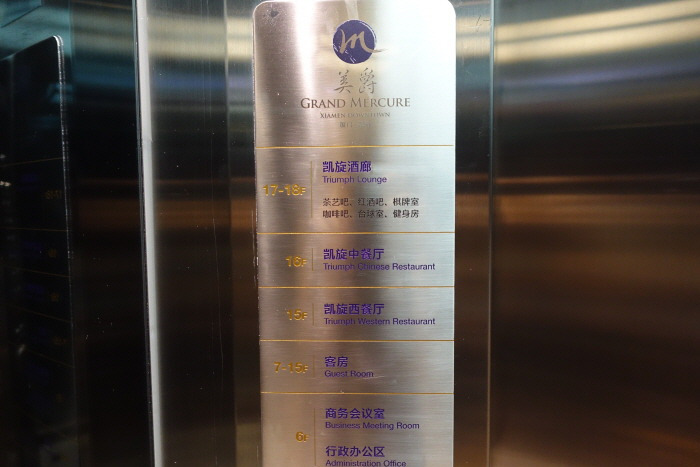 m
美爵
GRAND MERCURE
XIAMEN DOWNTOWN
17-18F
凯旋酒廊
Triumph Lounge
茶艺吧、红酒吧、棋牌室
咖啡吧、台球室、健身房
16F
凯旋中餐厅
Triumph Chinese Restaurant
15F
凯旋西餐厅
Triumph Western Restaurant
7-15F
客房
Guest Room
6F
商务会议室
Business Meeting Room
行政办公区
Administration Office